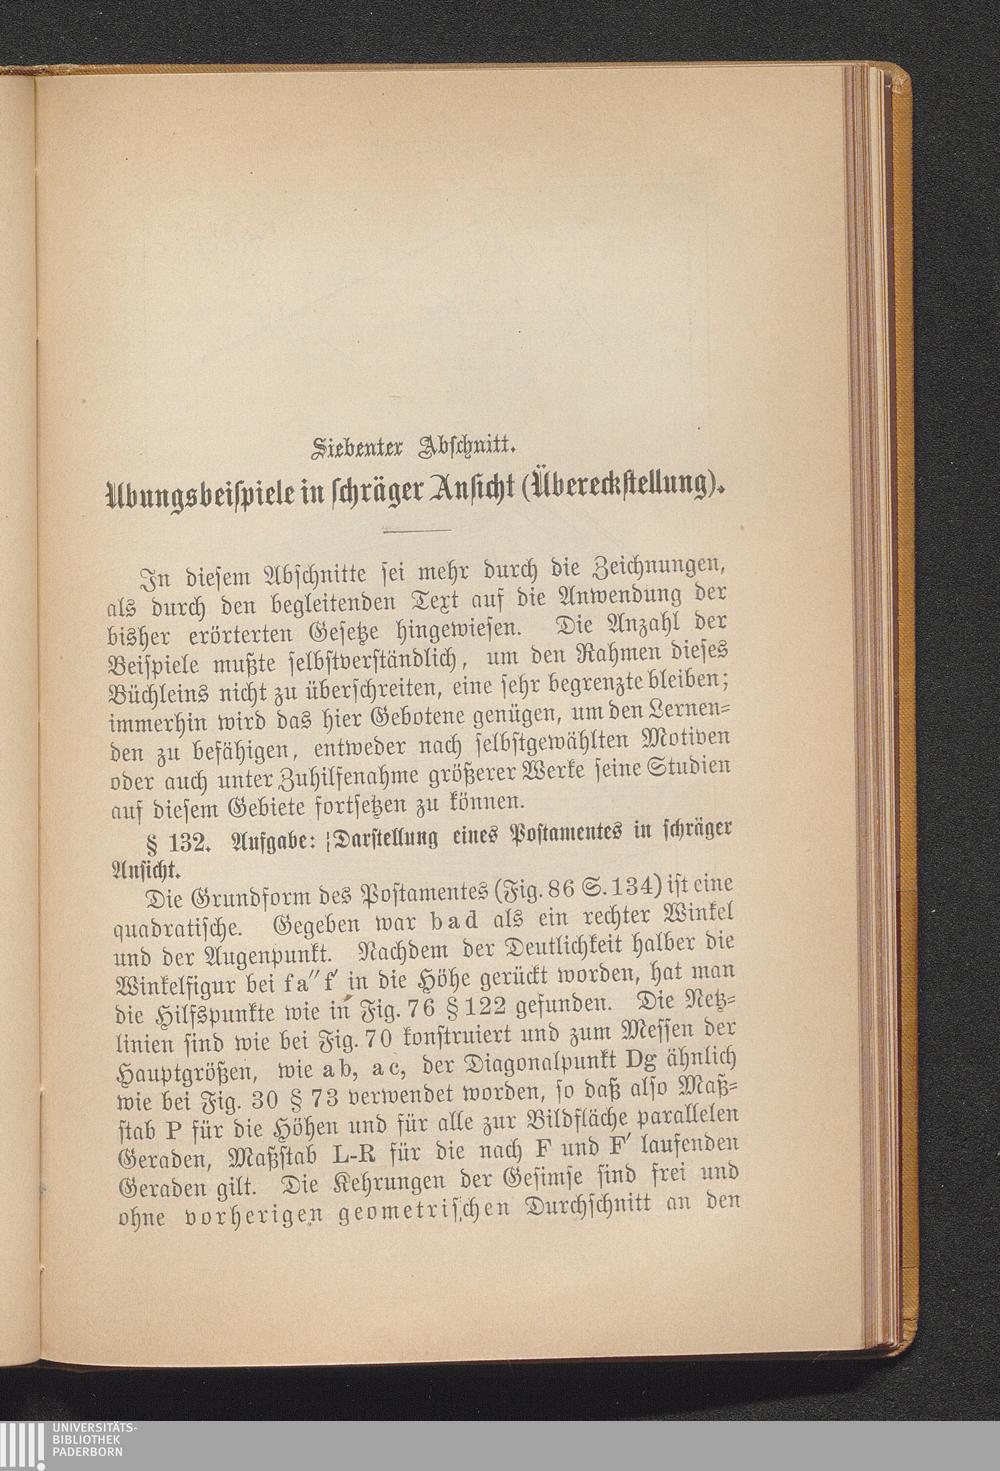 Siebenter Abschnitt.
Übungsbeispiele in schräger Ansicht (Übereckstellung).
In diesem Abschnitte sei mehr durch die Zeichnungen,
als durch den begleitenden Text auf die Anwendung der
bisher erörterten Gesetze hingewiesen. Die Anzahl der
Beispiele mußte selbstverständlich, um den Rahmen dieses
Büchleins nicht zu überschreiten, eine sehr begrenzte bleiben;
immerhin wird das hier Gebotene genügen, um den Lernen-
den zu befähigen, entweder nach selbstgewählten Motiven
oder auch unter Zuhilfenahme größerer Werke seine Studien
auf diesem Gebiete fortsetzen zu können.
§ 132. Aufgabe: Darstellung eines Postamentes in schräger
Ansicht.
Die Grundform des Postamentes (Fig. 86 S. 134) ist eine
quadratische. Gegeben war bad als ein rechter Winkel
und der Augenpunkt. Nachdem der Deutlichkeit halber die
Winkelfigur bei fa″f′ in die Höhe gerückt worden, hat man
die Hilfspunkte wie in Fig. 76 § 122 gefunden. Die Netz-
linien sind wie bei Fig. 70 konstruiert und zum Messen der
Hauptgrößen, wie ab, ac, der Diagonalpunkt Dg ähnlich
wie bei Fig. 30 § 73 verwendet worden, so daß also Maß-
stab P für die Höhen und für alle zur Bildfläche parallelen
Geraden, Maßstab L-R für die nach F und F′ laufenden
Geraden gilt. Die Kehrungen der Gesimse sind frei und
ohne vorherigen geometrischen Durchschnitt an den
UNIVERSITÄTS-
BIBLIOTHEK
PADERBORN